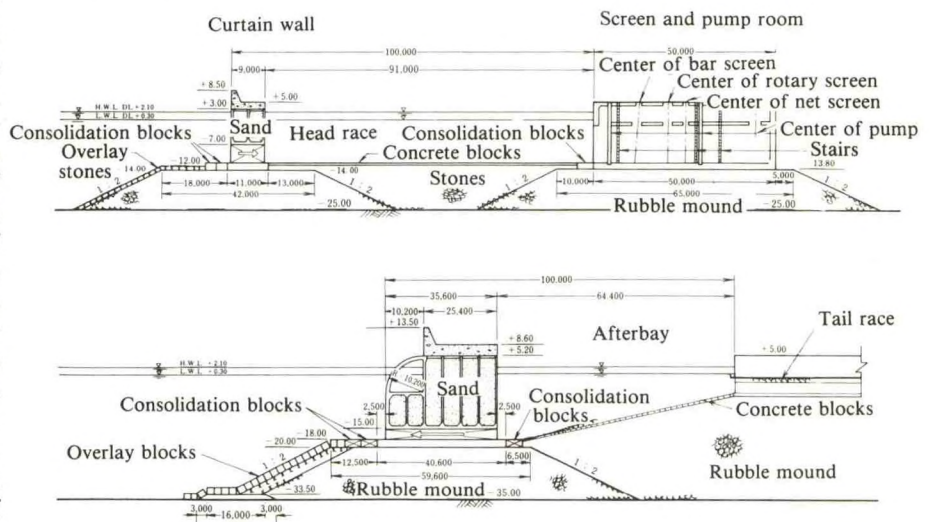 Curtain wall
Screen and pump room
100,000
50,000
9,000
91,000
Center of bar screen
Center of rotary screen
Center of net screen
+8.50
+3.00
+5.00
H.W.L DL+2.10
L.W.L DL+0.30
Sand
Head race
Consolidation blocks
Consolidation blocks
Center of pump
-7.00
Concrete blocks
Stairs
Overlay stones
-12.00
-14.00
-14.00
13.80
1:2
18,000
11,000
13,000
1:2
Stones
1:2
10,000
50,000
5,000
1:2
42,000
65,000
-25.00
Rubble mound
-25.00
100,000
35,600
64 400
10,200
25,400
+13.50
Afterbay
Tail race
+8.60
+5.20
+5.00
H.W.L +2.10
L.W.L +0.30
R 10,200
Sand
Consolidation blocks
2,500
2,500
Consolidation blocks
Concrete blocks
-15.00
-18.00
-20.00
Overlay blocks
1:2
12,500
40,600
6,500
1:2
59,600
Rubble mound
-33.50
Rubble mound
-35.00
3,000
16,000
3,000